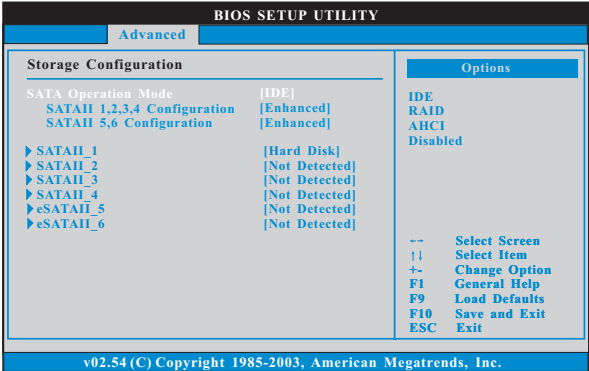 BIOS SETUP UTILITY
Advanced
Storage Configuration
SATA Operation Mode [IDE]
SATAII 1,2,3,4 Configuration [Enhanced]
SATAII 5,6 Configuration [Enhanced]
SATAII_1 [Hard Disk]
SATAII_2 [Not Detected]
SATAII_3 [Not Detected]
SATAII_4 [Not Detected]
eSATAII_5 [Not Detected]
eSATAII_6 [Not Detected]
Options
IDE
RAID
AHCI
Disabled
←→ Select Screen
↑↓ Select Item
+- Change Option
F1 General Help
F9 Load Defaults
F10 Save and Exit
ESC Exit
v02.54 (C) Copyright 1985-2003, American Megatrends, Inc.